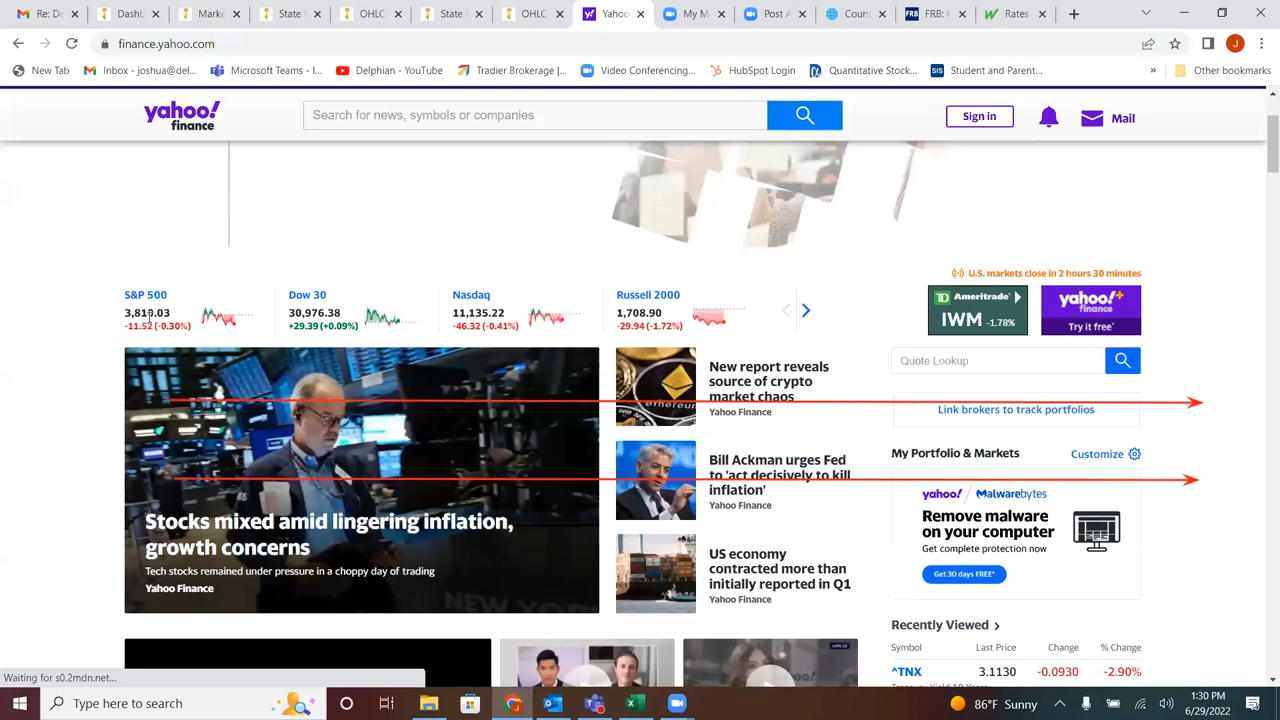 Re: De
State
OHLC
State
OHLC
Yahoo
My M
Post A
Count
FRB: H
Rates
finance.yahoo.com
New Tab
Inbox - joshua@del...
Microsoft Teams - I...
Delphian - YouTube
Tradier Brokerage |...
Video Conferencing,...
HubSpot Login
Quantitative Stock...
SIS Student and Parent...
»
Other bookmarks
yahoo!
finance
Search for news, symbols or companies
Sign in
Mail
U.S. markets close in 2 hours 30 minutes
S&P 500
-11.52 (-0.30%)
Dow 30
30,976.38
+29.39 (+0.09%)
Nasdaq
11,135.22
-46.32 (-0.41%)
Russell 2000
1,708.90
-29.94 (-1.72%)
TD Ameritrade
IWM -1.78%
yahoo!+
finance
Try it free*
Quote Lookup
Link brokers to track portfolios
Stocks mixed amid lingering inflation,
growth concerns
Tech stocks remained under pressure in a choppy day of trading
Yahoo Finance
New report reveals
source of crypto
market chaos
Yahoo Finance
Bill Ackman urges Fed
to 'act decisively to kill
inflation'
Yahoo Finance
US economy
contracted more than
initially reported in Q1
Yahoo Finance
My Portfolio & Markets
Customize
yahoo! / Malwarebytes
Remove malware
on your computer
Get complete protection now
Get 30 days FREE*
Recently Viewed
Symbol Last Price Change % Change
^TNX 3.1130 -0.0930 -2.90%
Waiting for s0.2mdn.net...
Type here to search
86°F Sunny
1:30 PM
6/29/2022